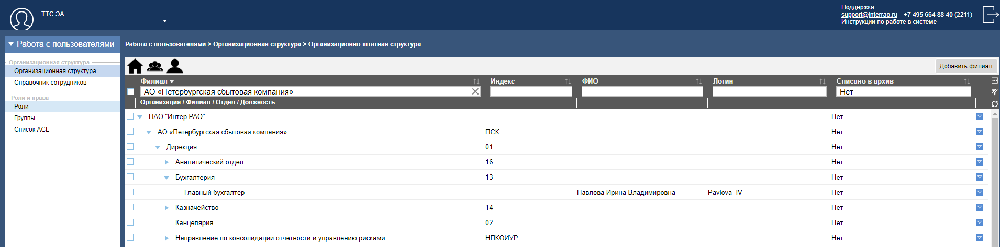 ТТС ЭА
Поддержка:
support@interrao.ru +7 495 664 88 40 (2211)
Инструкции по работе в системе
Работа с пользователями
Организационная структура
Организационная структура
Справочник сотрудников
Роли и права
Роли
Группы
Список ACL
Работа с пользователями > Организационная структура > Организационно-штатная структура
Добавить филиал
Филиал Индекс ФИО Логин Списано в архив
АО «Петербургская сбытовая компания» Нет
Организация / Филиал / Отдел / Должность
ПАО "Интер РАО" Нет
АО «Петербургская сбытовая компания» ПСК Нет
Дирекция 01 Нет
Аналитический отдел 16 Нет
Бухгалтерия 13 Нет
Главный бухгалтер Павлова Ирина Владимировна Pavlova_IV Нет
Казначейство 14 Нет
Канцелярия 02 Нет
Направление по консолидации отчетности и управлению рисками НПКОИУР Нет